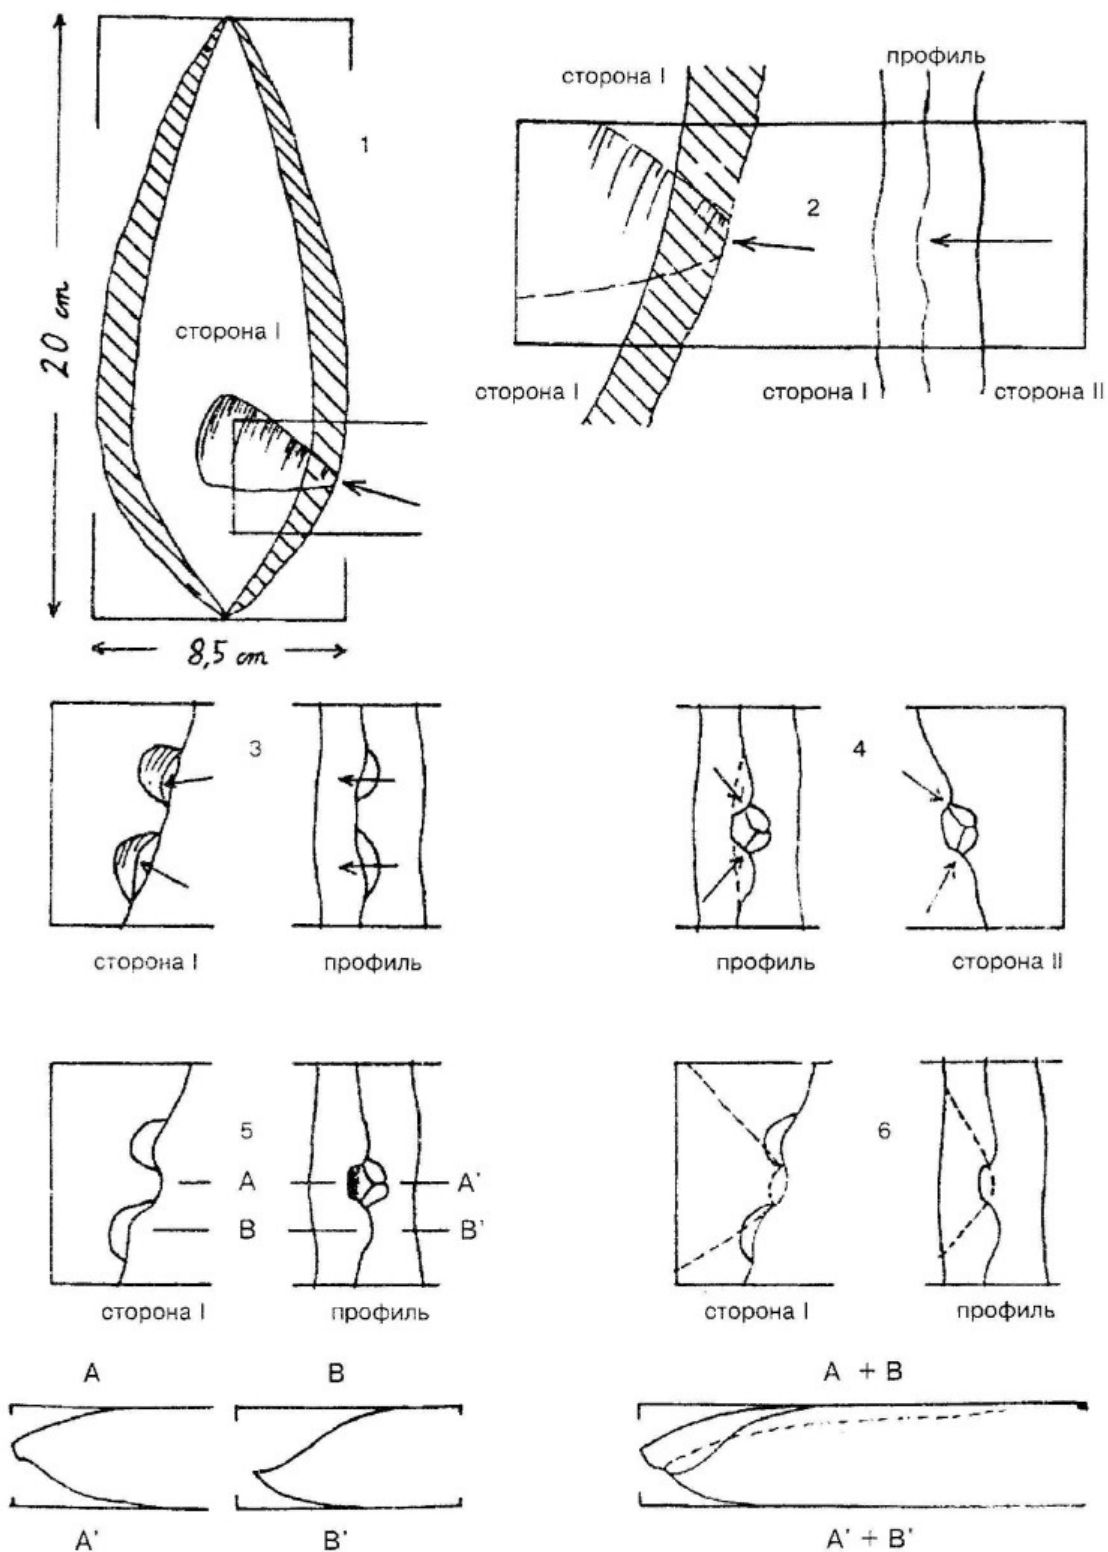 1
20 cm
сторона I
8,5 cm
сторона I
профиль
2
сторона I
сторона I
сторона II
3
сторона I
профиль
4
профиль
сторона II
5
A
A'
B
B'
сторона I
профиль
6
сторона I
профиль
A
B
A + B
A'
B'
A' + B'